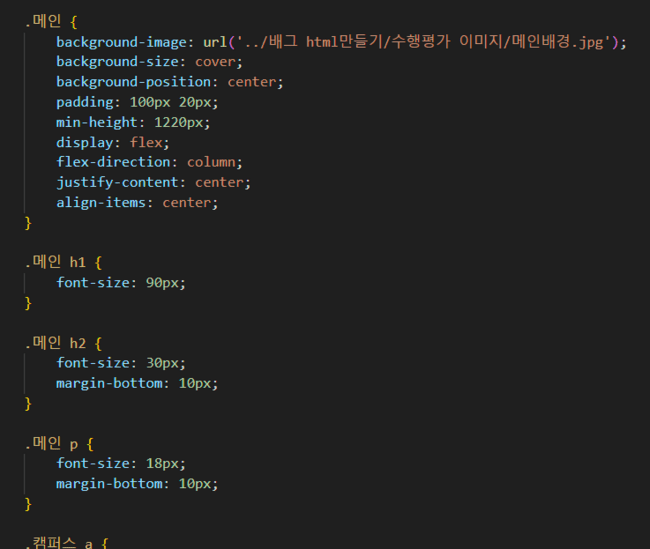 .메인 {
background-image: url('../배그 html만들기/수행평가 이미지/메인배경.jpg');
background-size: cover;
background-position: center;
padding: 100px 20px;
min-height: 1220px;
display: flex;
flex-direction: column;
justify-content: center;
align-items: center;
}
.메인 h1 {
font-size: 90px;
}
.메인 h2 {
font-size: 30px;
margin-bottom: 10px;
}
.메인 p {
font-size: 18px;
margin-bottom: 10px;
}
.캠퍼스 a {